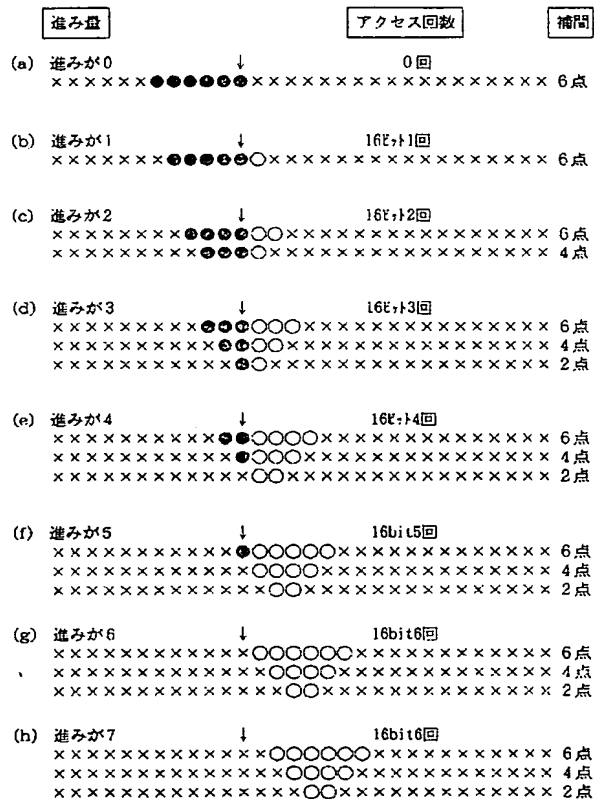 進み量 アクセス回数 補間
(a) 進みが0 ↓ 0回
××××××●●●●●●×××××××××××××××××× 6点
(b) 進みが1 ↓ 16ビット1回
×××××××●●●●●○××××××××××××××××× 6点
(c) 進みが2 ↓ 16ビット2回
××××××××●●●●○○×××××××××××××××× 6点
×××××××××●●●○××××××××××××××××× 4点
(d) 進みが3 ↓ 16ビット3回
×××××××××●●●○○○××××××××××××××× 6点
××××××××××●●○○×××××××××××××××× 4点
×××××××××××●○××××××××××××××××× 2点
(e) 進みが4 ↓ 16ビット4回
××××××××××●●○○○○×××××××××××××× 6点
×××××××××××●○○○××××××××××××××× 4点
××××××××××××○○×××××××××××××××× 2点
(f) 進みが5 ↓ 16bit5回
×××××××××××●○○○○○××××××××××××× 6点
××××××××××××○○○○×××××××××××××× 4点
×××××××××××××○○××××××××××××××× 2点
(g) 進みが6 ↓ 16bit6回
××××××××××××○○○○○○×××××××××××× 6点
×××××××××××××○○○○××××××××××××× 4点
××××××××××××××○○×××××××××××××× 2点
(h) 進みが7 ↓ 16bit6回
×××××××××××××○○○○○○××××××××××× 6点
××××××××××××××○○○○×××××××××××× 4点
×××××××××××××××○○××××××××××××× 2点